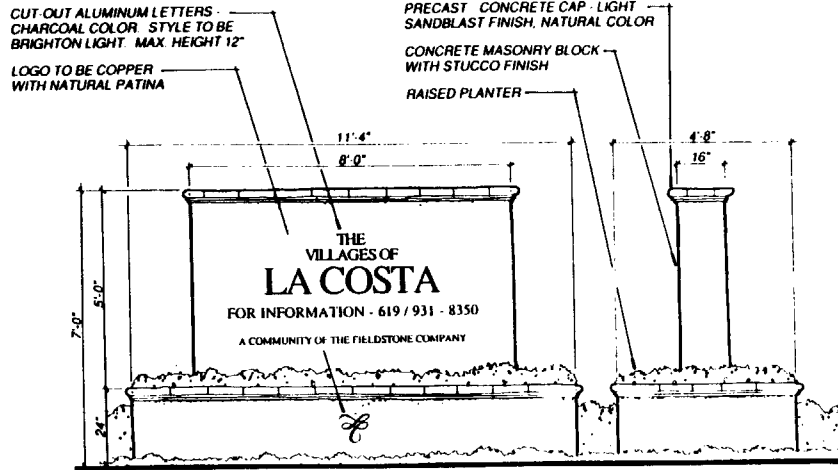 CUT-OUT ALUMINUM LETTERS -
CHARCOAL COLOR. STYLE TO BE
BRIGHTON LIGHT. MAX. HEIGHT 12"
LOGO TO BE COPPER
WITH NATURAL PATINA
PRECAST CONCRETE CAP - LIGHT
SANDBLAST FINISH, NATURAL COLOR
CONCRETE MASONRY BLOCK
WITH STUCCO FINISH
RAISED PLANTER
11'-4"
8'-0"
4'-8"
16"
7'-0"
5'-0"
24"
THE
VILLAGES OF
LA COSTA
FOR INFORMATION - 619 / 931 - 8350
A COMMUNITY OF THE FIELDSTONE COMPANY